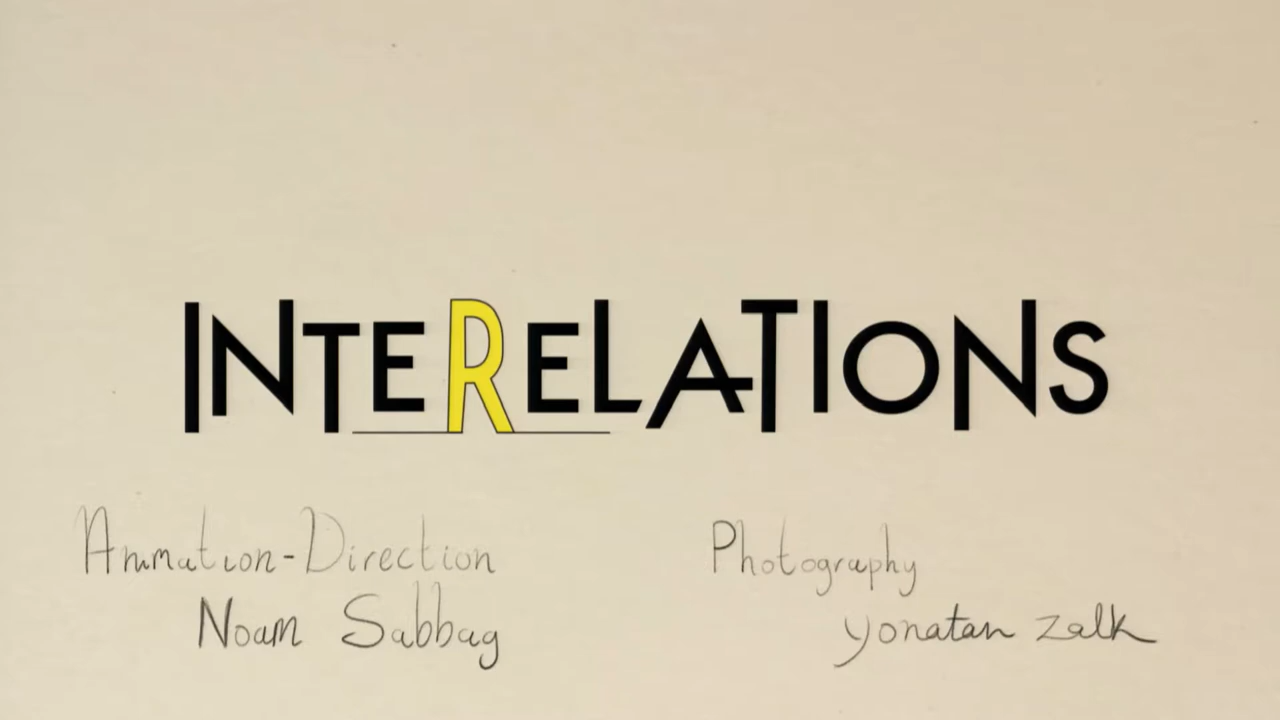 INTERELATIONS
Animation-Direction
Noam Sabbag
Photography
yonatan zalk